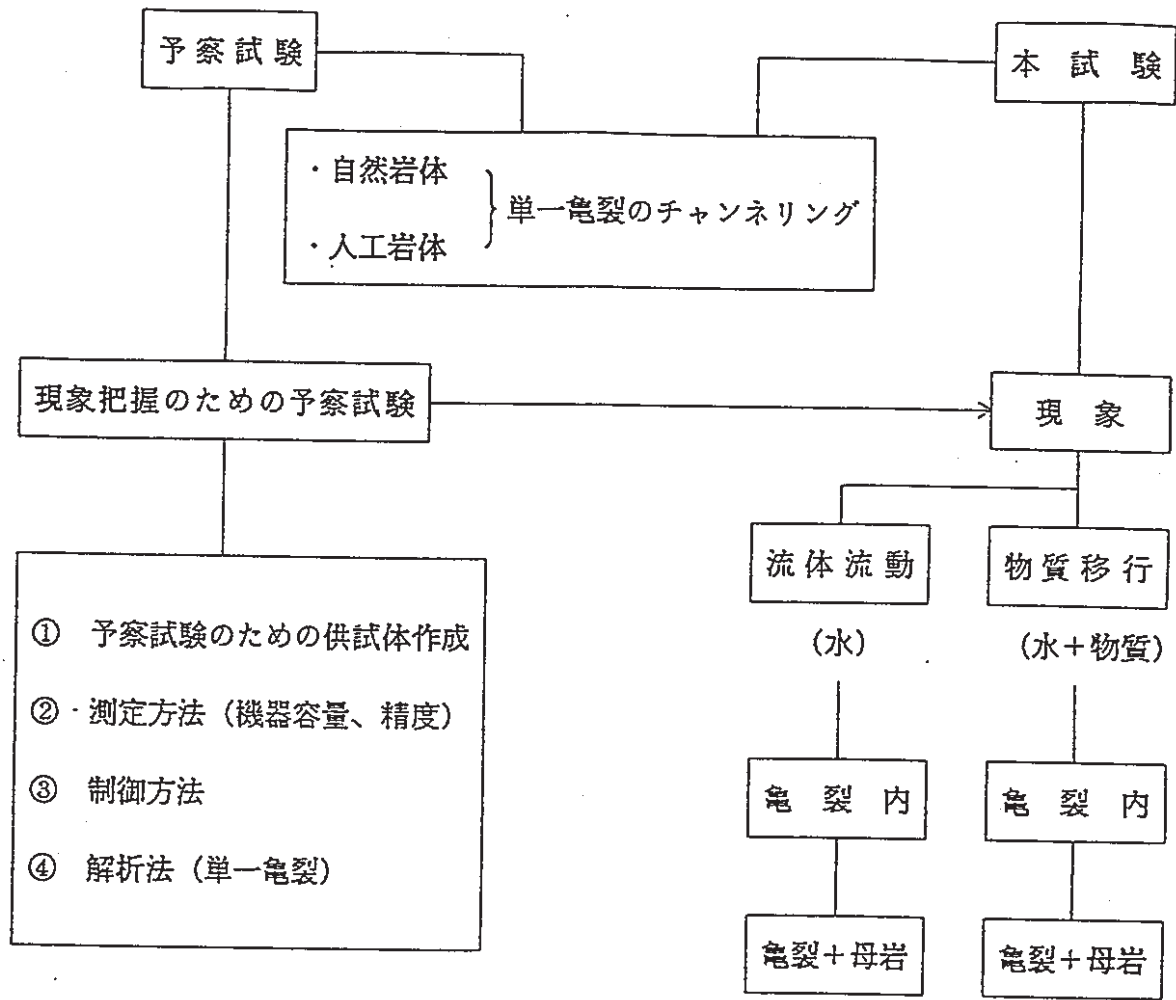 予察試験
本試験
・自然岩体
・人工岩体
単一亀裂のチャンネリング
現象把握のための予察試験
現象
流体流動
物質移行
(水)
(水+物質)
① 予察試験のための供試体作成
② 測定方法(機器容量、精度)
③ 制御方法
④ 解析法(単一亀裂)
亀裂内
亀裂内
亀裂+母岩
亀裂+母岩